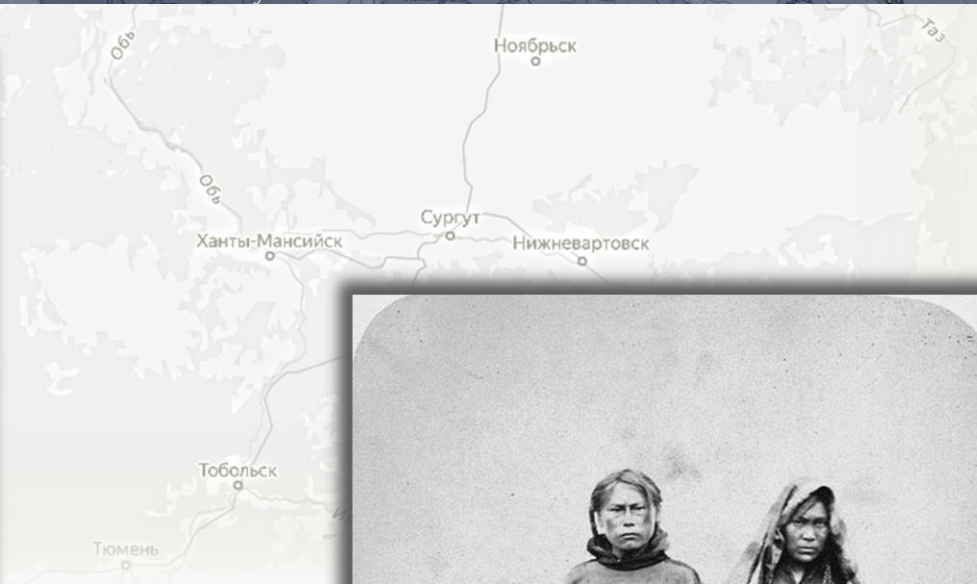 Обь
Ноябрьск
Таз
Обь
Сургут
Ханты-Мансийск
Нижневартовск
Тобольск
Тюмень